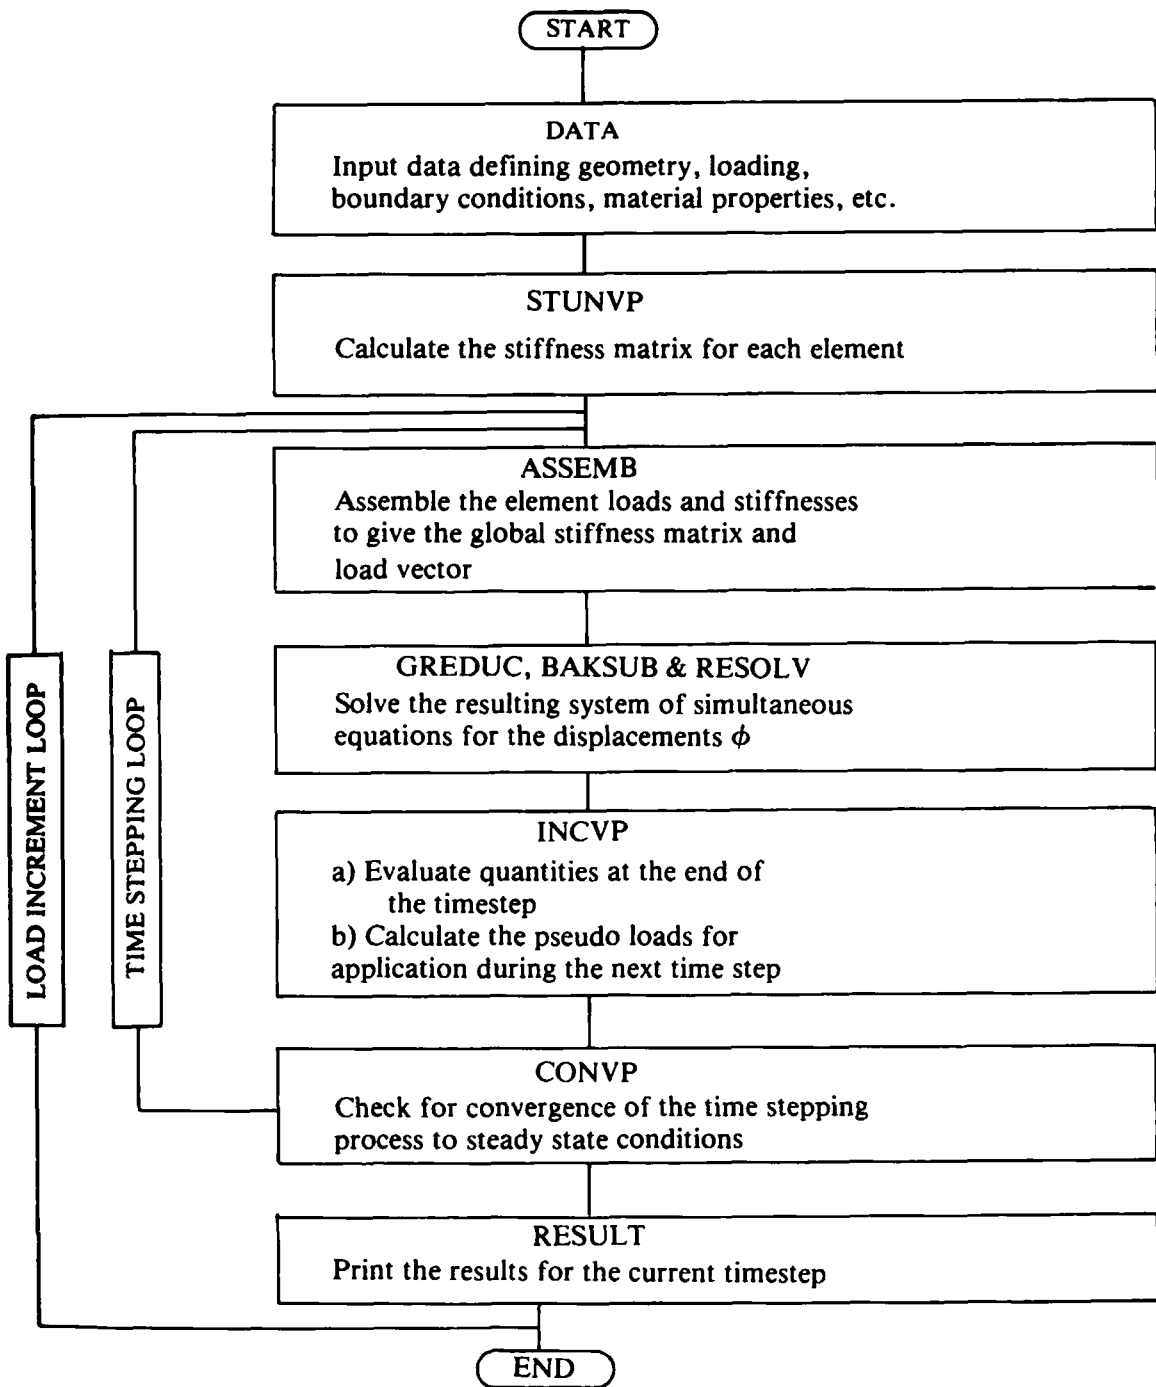 START
DATA
Input data defining geometry, loading,
boundary conditions, material properties, etc.
STUNVP
Calculate the stiffness matrix for each element
ASSEMB
Assemble the element loads and stiffnesses
to give the global stiffness matrix and
load vector
LOAD INCREMENT LOOP
TIME STEPPING LOOP
GREDUC, BAKSUB & RESOLV
Solve the resulting system of simultaneous
equations for the displacements ϕ
INCVP
a) Evaluate quantities at the end of
the timestep
b) Calculate the pseudo loads for
application during the next time step
CONVP
Check for convergence of the time stepping
process to steady state conditions
RESULT
Print the results for the current timestep
END